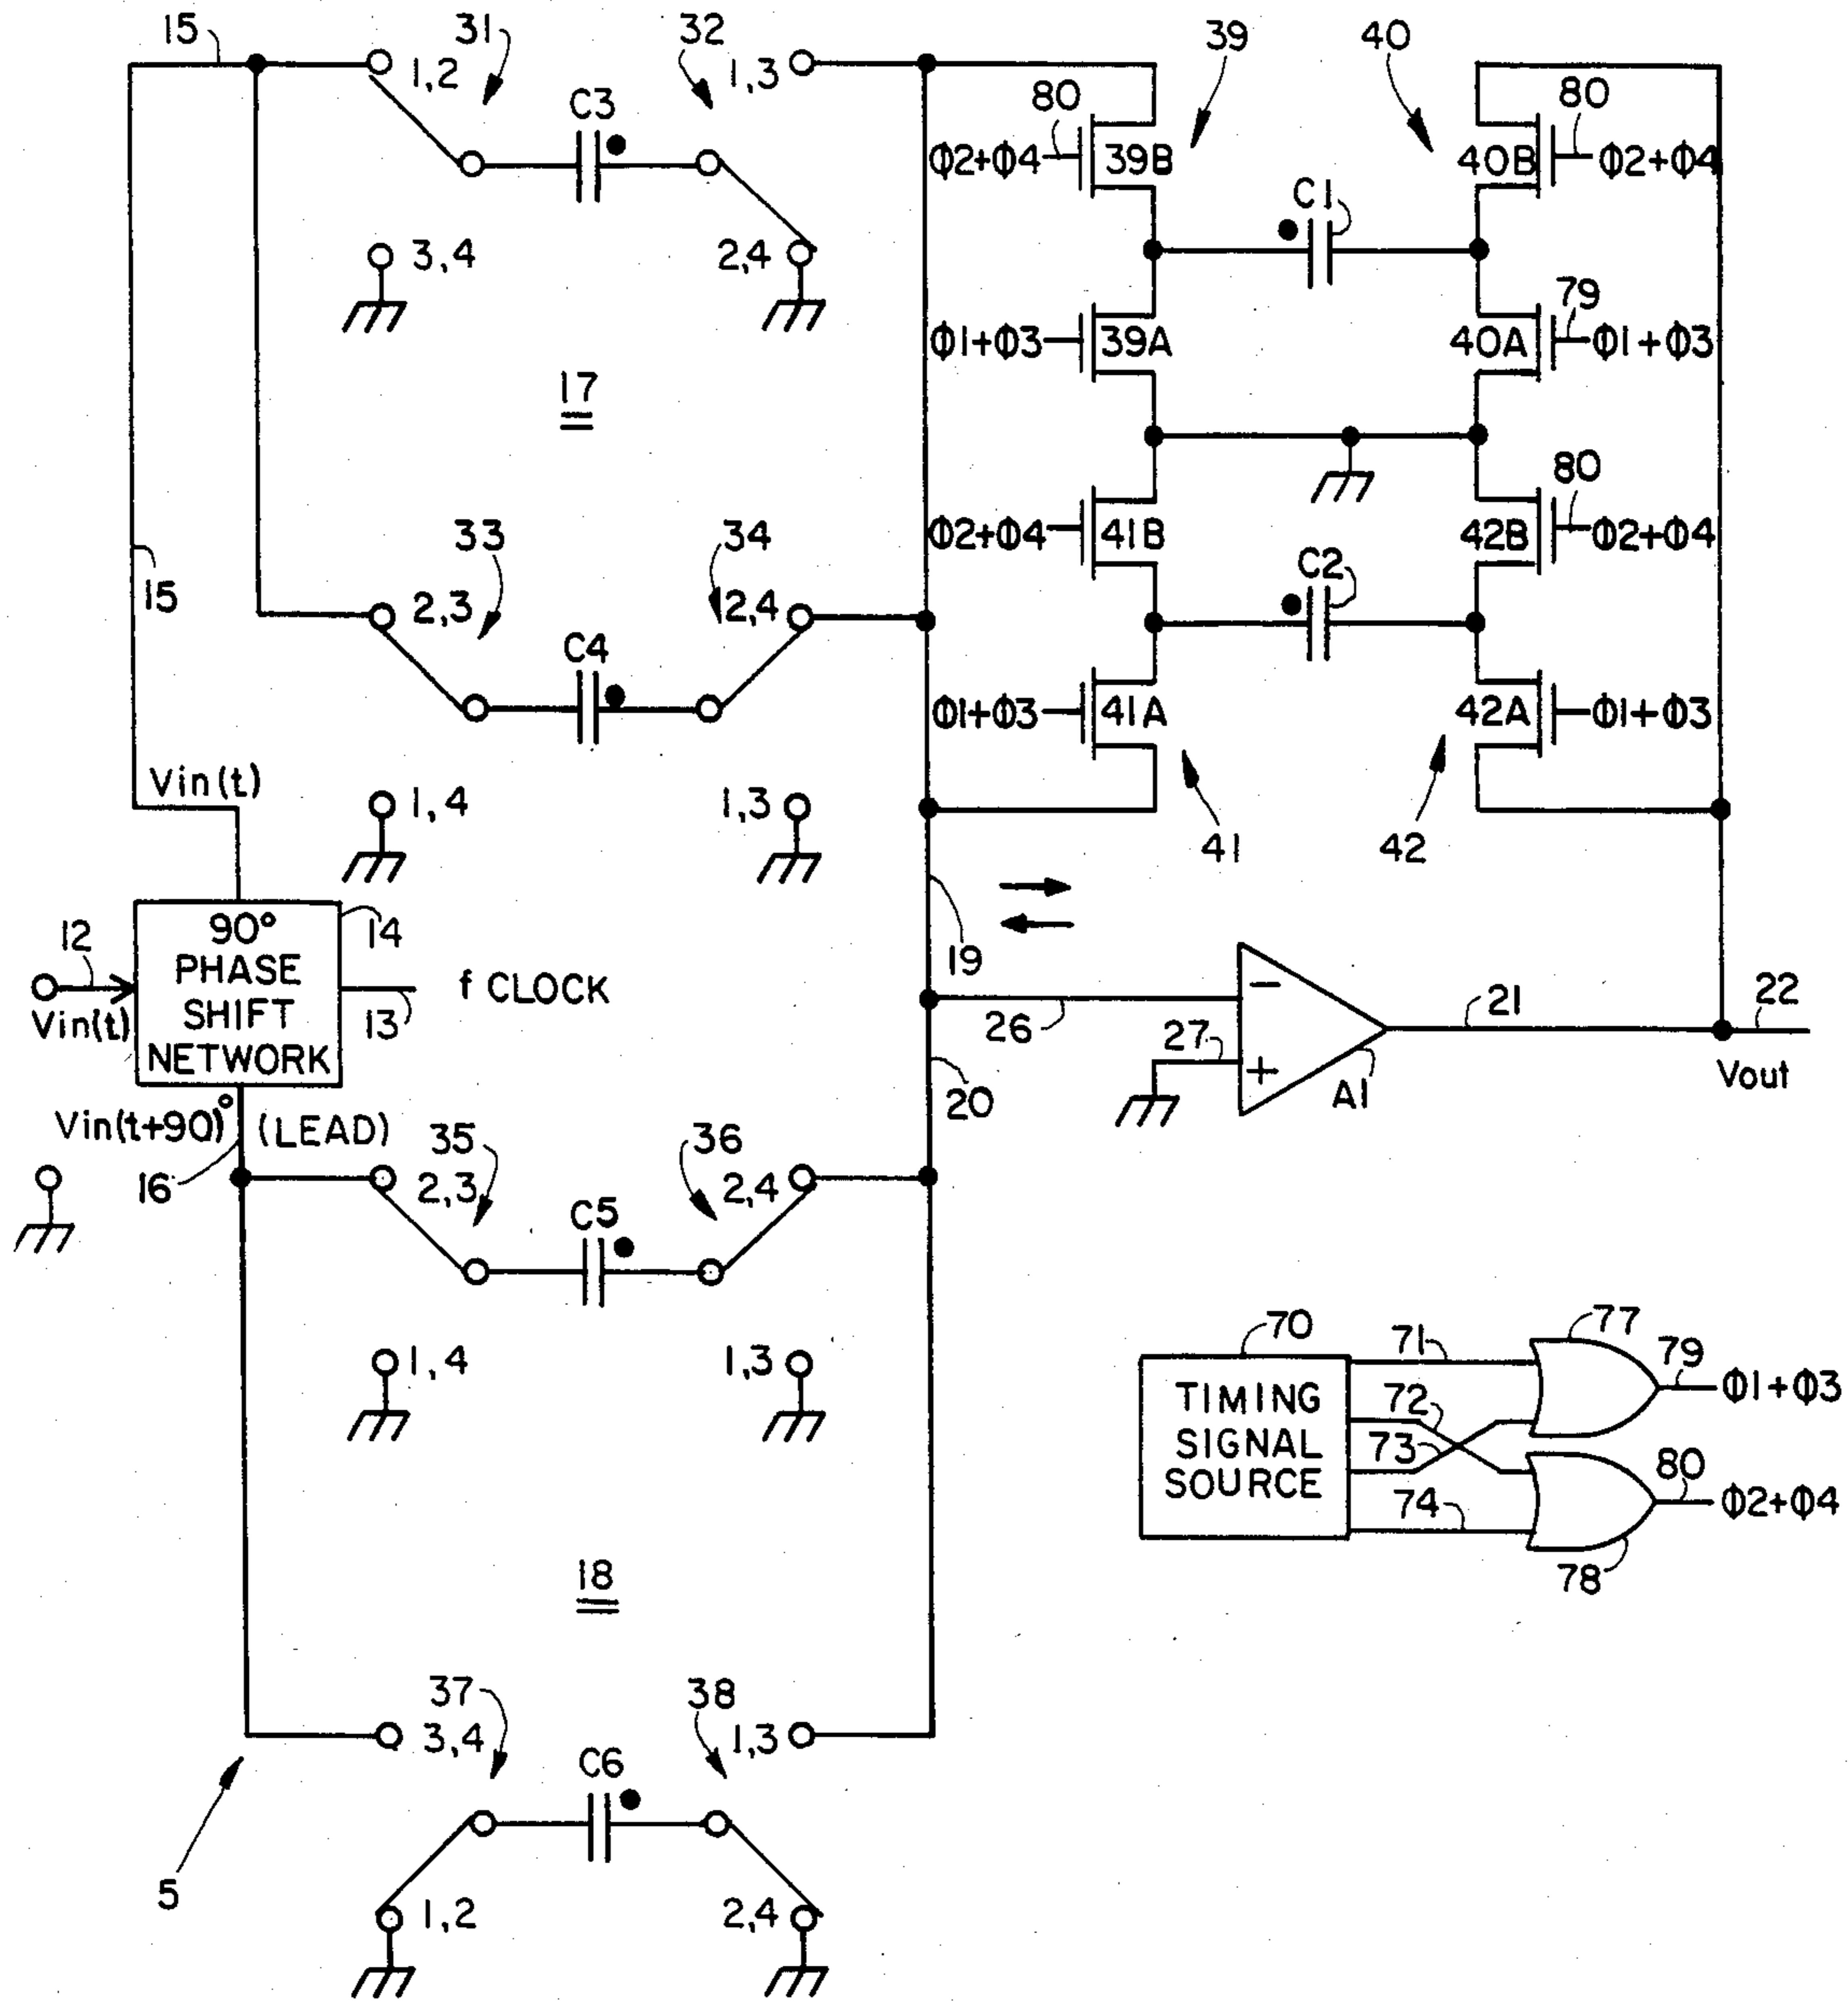 15
31
32
39
40
1,2
1,3
80
80
C3
Φ2+Φ4
39B
40B
Φ2+Φ4
C1
3,4
2,4
79
Φ1+Φ3
39A
40A
Φ1+Φ3
17
80
33
34
Φ2+Φ4
41B
42B
Φ2+Φ4
C2
15
2,3
2,4
C4
Φ1+Φ3
41A
42A
Φ1+Φ3
Vin(t)
1,4
1,3
41
42
12
90°
PHASE
SHIFT
NETWORK
14
19
f CLOCK
Vin(t)
13
26
−
21
22
27
+
A1
Vout
20
Vin(t+90)° (LEAD)
35
36
16
2,3
2,4
C5
70
71
77
79
Φ1+Φ3
1,4
1,3
TIMING
SIGNAL
SOURCE
72
73
80
Φ2+Φ4
74
78
18
37
38
3,4
1,3
C6
5
1,2
2,4